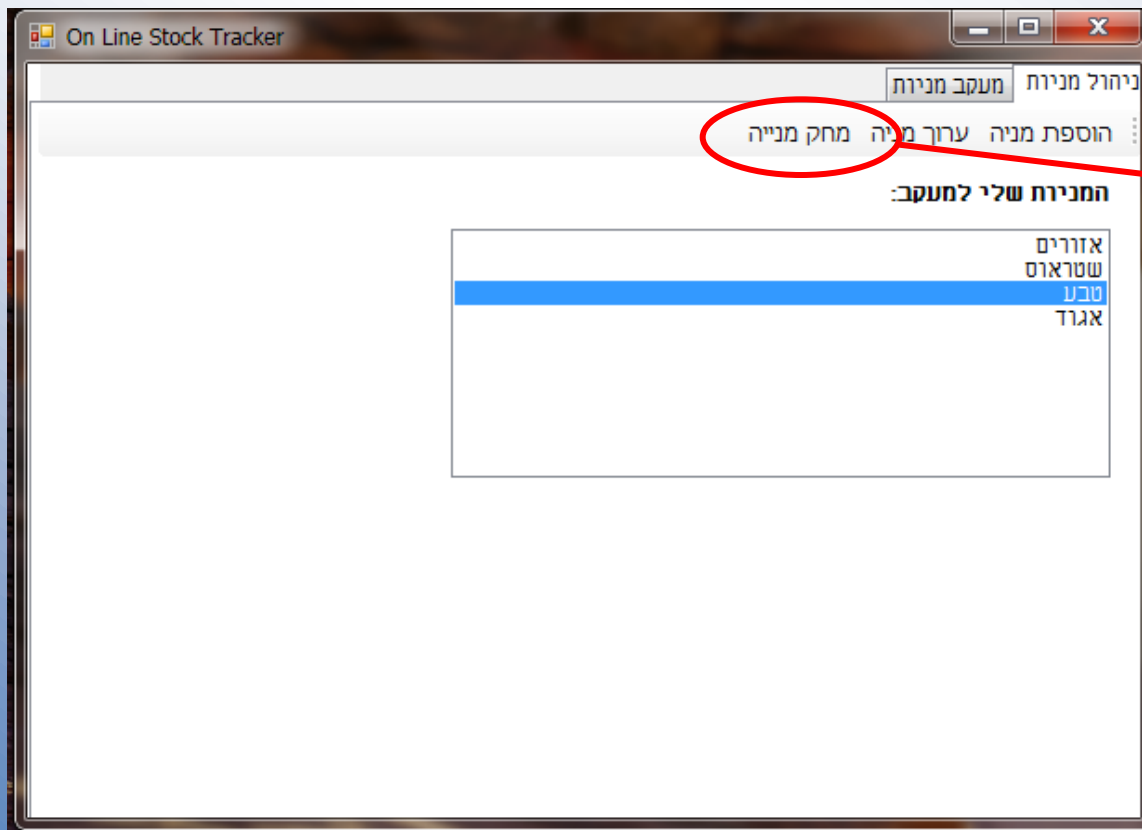 On Line Stock Tracker
ניהול מניות מעקב מניות
הוספת מניה ערוך מניה מחק מנייה
המניות שלי למעקב:
אזורים
שטראוס
טבע
אגוד